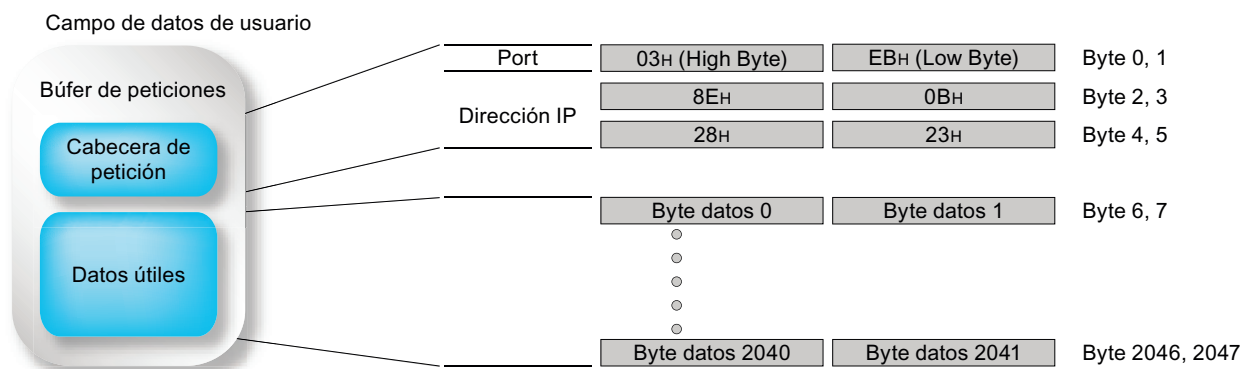 Campo de datos de usuario
Búfer de peticiones
Cabecera de
petición
Datos útiles
Port 03H (High Byte) EBH (Low Byte) Byte 0, 1
Dirección IP
8EH 0BH Byte 2, 3
28H 23H Byte 4, 5
Byte datos 0 Byte datos 1 Byte 6, 7
Byte datos 2040 Byte datos 2041 Byte 2046, 2047